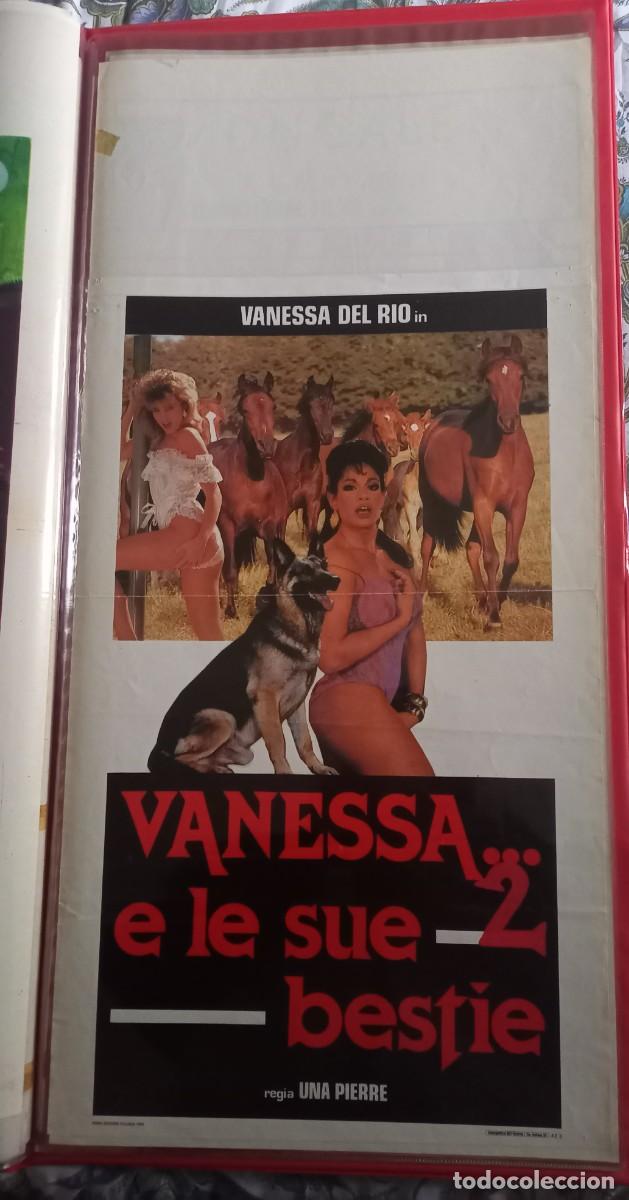 VANESSA DEL RIO in
VANESSA...2
e le sue
bestie
regia UNA PIERRE
todocoleccion